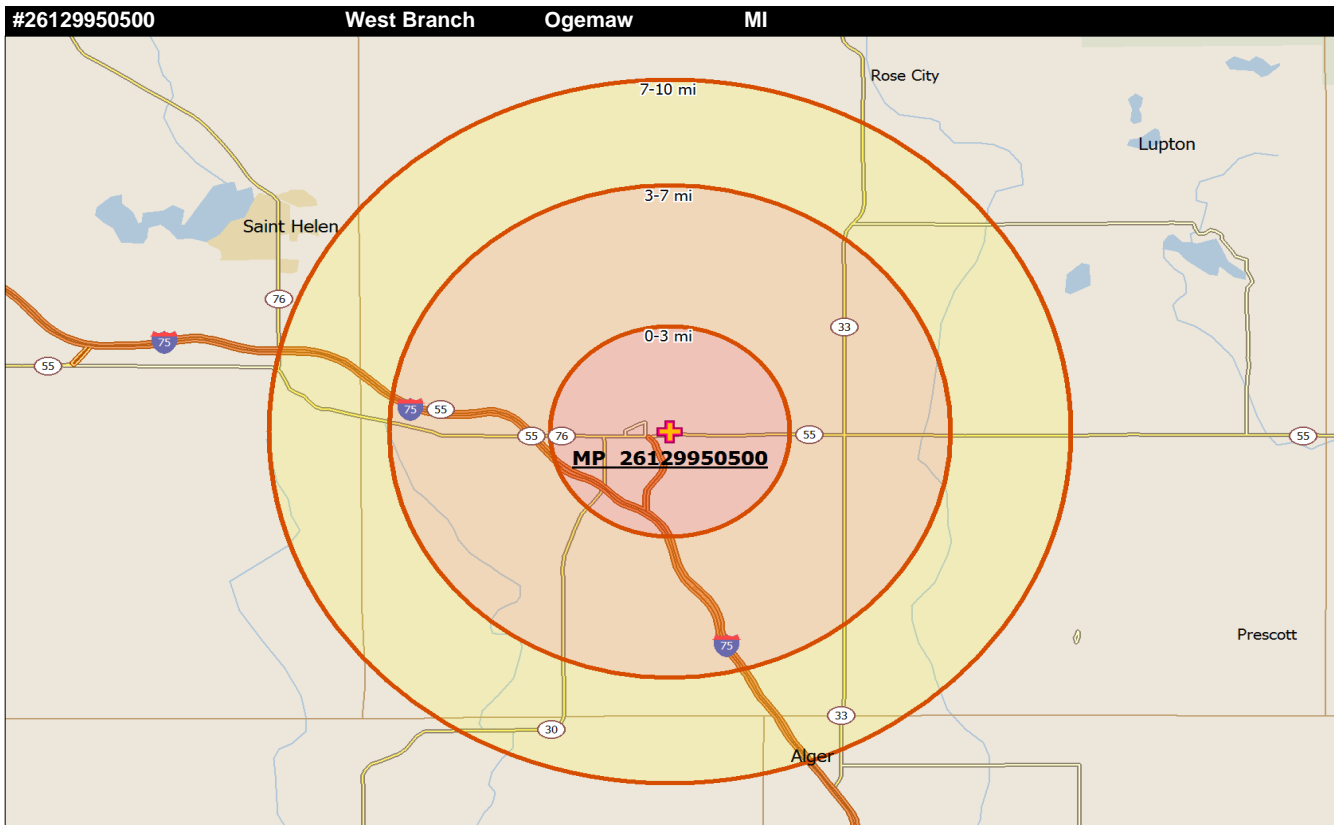 #26129950500 West Branch Ogemaw MI
7-10 mi
Rose City
Lupton
3-7 mi
Saint Helen
76
33
0-3 mi
75
55
75 55
55 76 55 55
MP 26129950500
Prescott
75
33
30
Alger